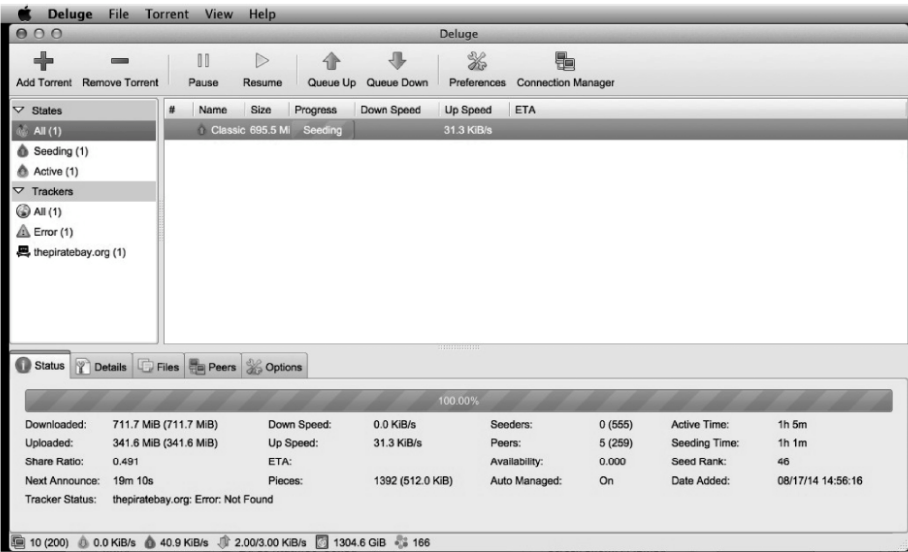 Deluge File Torrent View Help
Deluge
Add Torrent Remove Torrent Pause Resume Queue Up Queue Down Preferences Connection Manager
States
All (1)
Seeding (1)
Active (1)
Trackers
All (1)
Error (1)
thepiratebay.org (1)
# Name Size Progress Down Speed Up Speed ETA
Classic 695.5 Mi Seeding 31.3 KiB/s
Status Details Files Peers Options
100.00%
Downloaded: 711.7 MiB (711.7 MiB) Down Speed: 0.0 KiB/s Seeders: 0 (555) Active Time: 1h 5m
Uploaded: 341.6 MiB (341.6 MiB) Up Speed: 31.3 KiB/s Peers: 5 (259) Seeding Time: 1h 1m
Share Ratio: 0.491 ETA: Availability: 0.000 Seed Rank: 46
Next Announce: 19m 10s Pieces: 1392 (512.0 KiB) Auto Managed: On Date Added: 08/17/14 14:56:16
Tracker Status: thepiratebay.org: Error: Not Found
10 (200) 0.0 KiB/s 40.9 KiB/s 2.00/3.00 KiB/s 1304.6 GiB 166